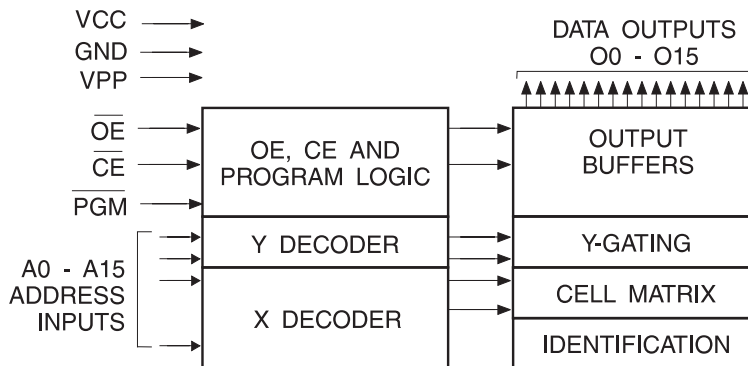 VCC
GND
VPP
DATA OUTPUTS
O0 - O15
OE
CE
PGM
OE, CE AND
PROGRAM LOGIC
OUTPUT
BUFFERS
Y DECODER
Y-GATING
A0 - A15
ADDRESS
INPUTS
X DECODER
CELL MATRIX
IDENTIFICATION